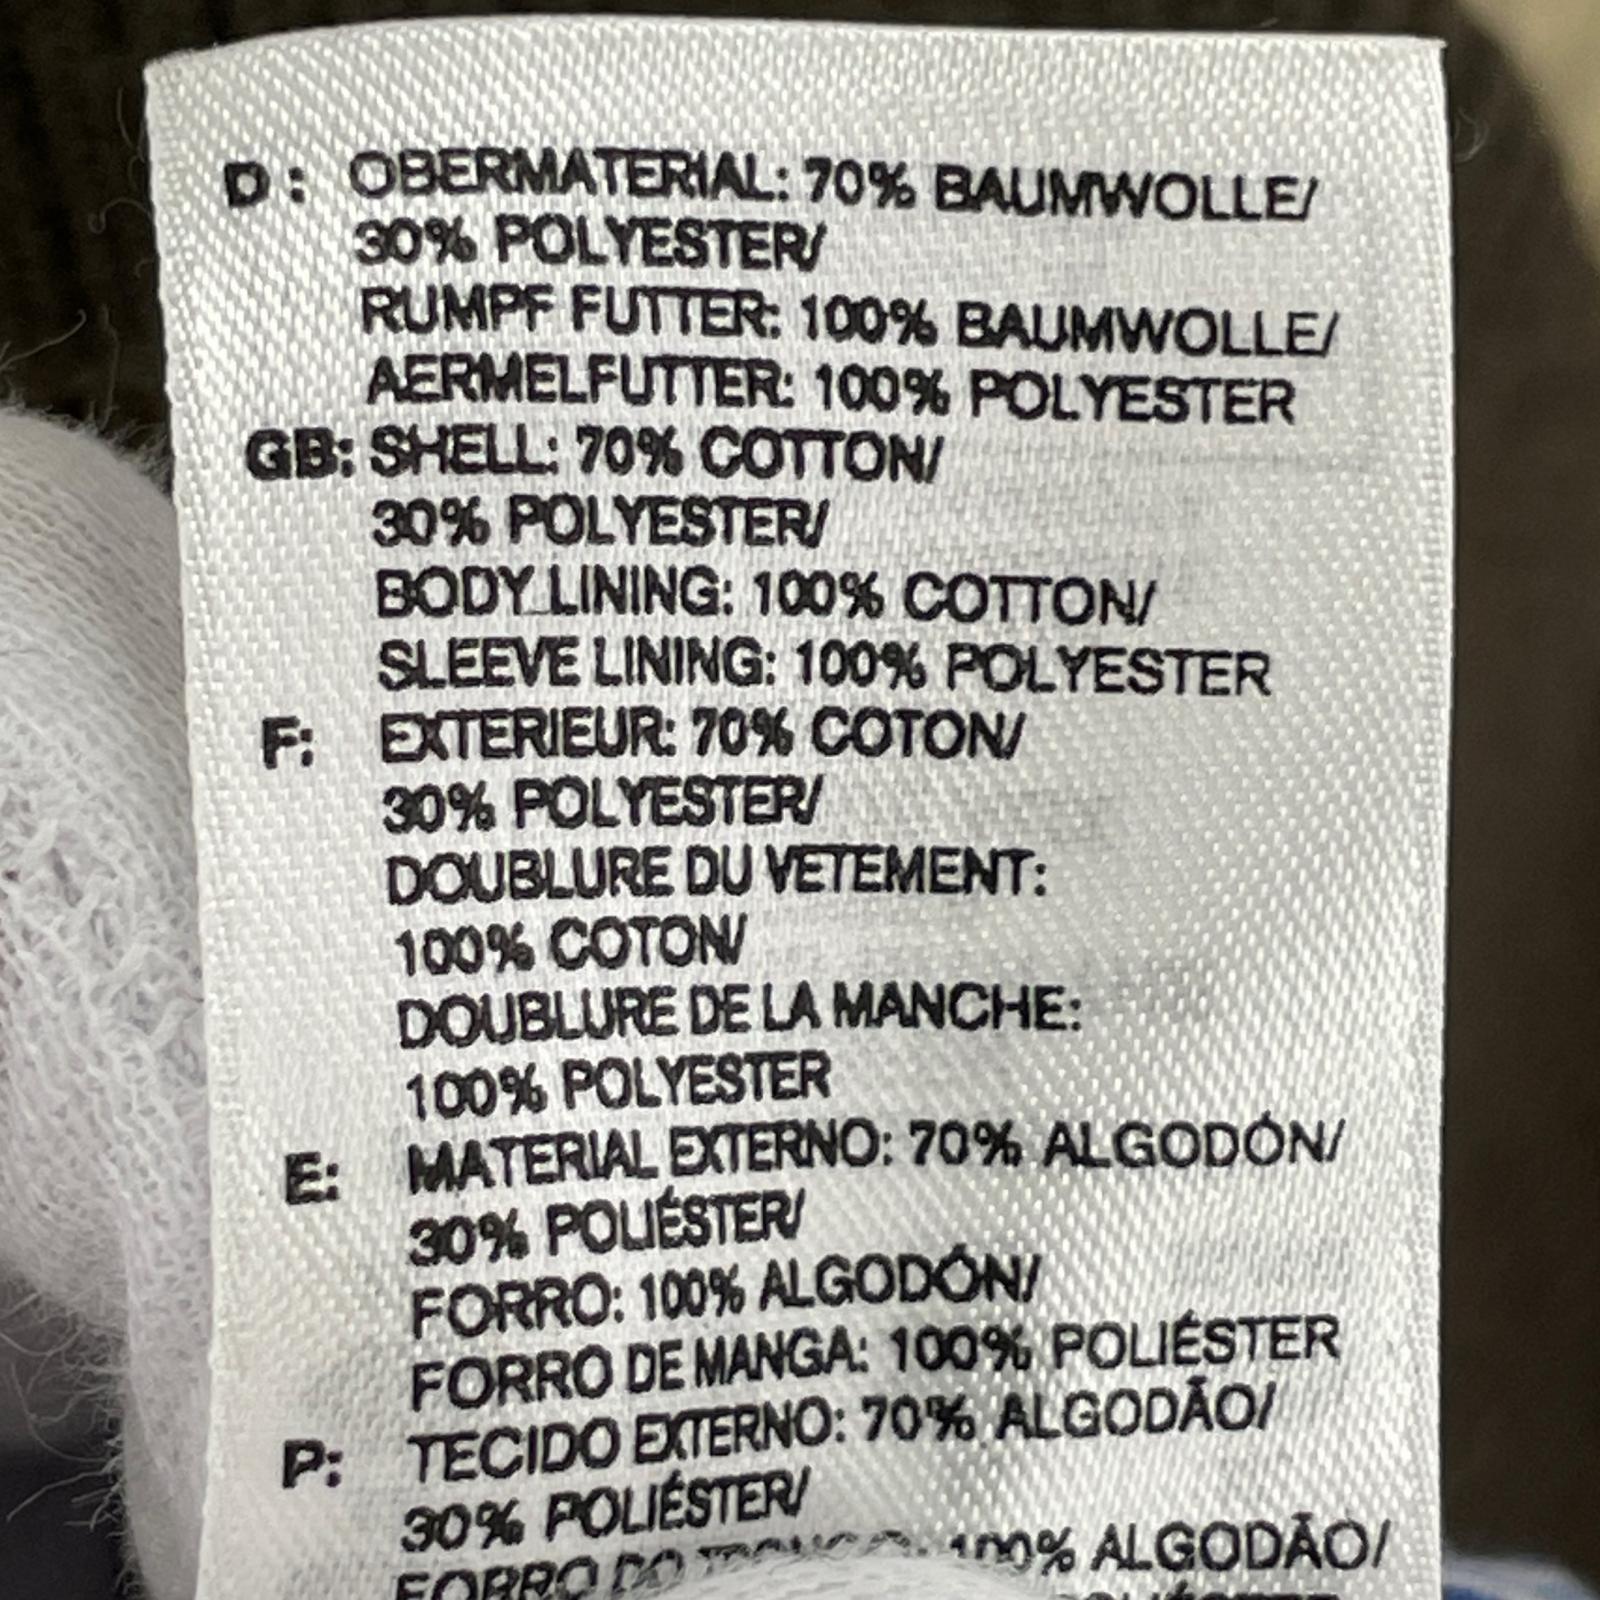 D: OBERMATERIAL: 70% BAUMWOLLE/
30% POLYESTER/
RUMPF FUTTER: 100% BAUMWOLLE/
AERMELFUTTER: 100% POLYESTER
GB: SHELL: 70% COTTON/
30% POLYESTER/
BODY LINING: 100% COTTON/
SLEEVE LINING: 100% POLYESTER
F: EXTERIEUR: 70% COTON/
30% POLYESTER/
DOUBLURE DU VETEMENT:
100% COTON/
DOUBLURE DE LA MANCHE:
100% POLYESTER
E: MATERIAL EXTERNO: 70% ALGODÓN/
30% POLIÉSTER/
FORRO: 100% ALGODÓN/
FORRO DE MANGA: 100% POLIÉSTER
P: TECIDO EXTERNO: 70% ALGODÃO/
30% POLIÉSTER/
FORRO DO 100% ALGODÃO/